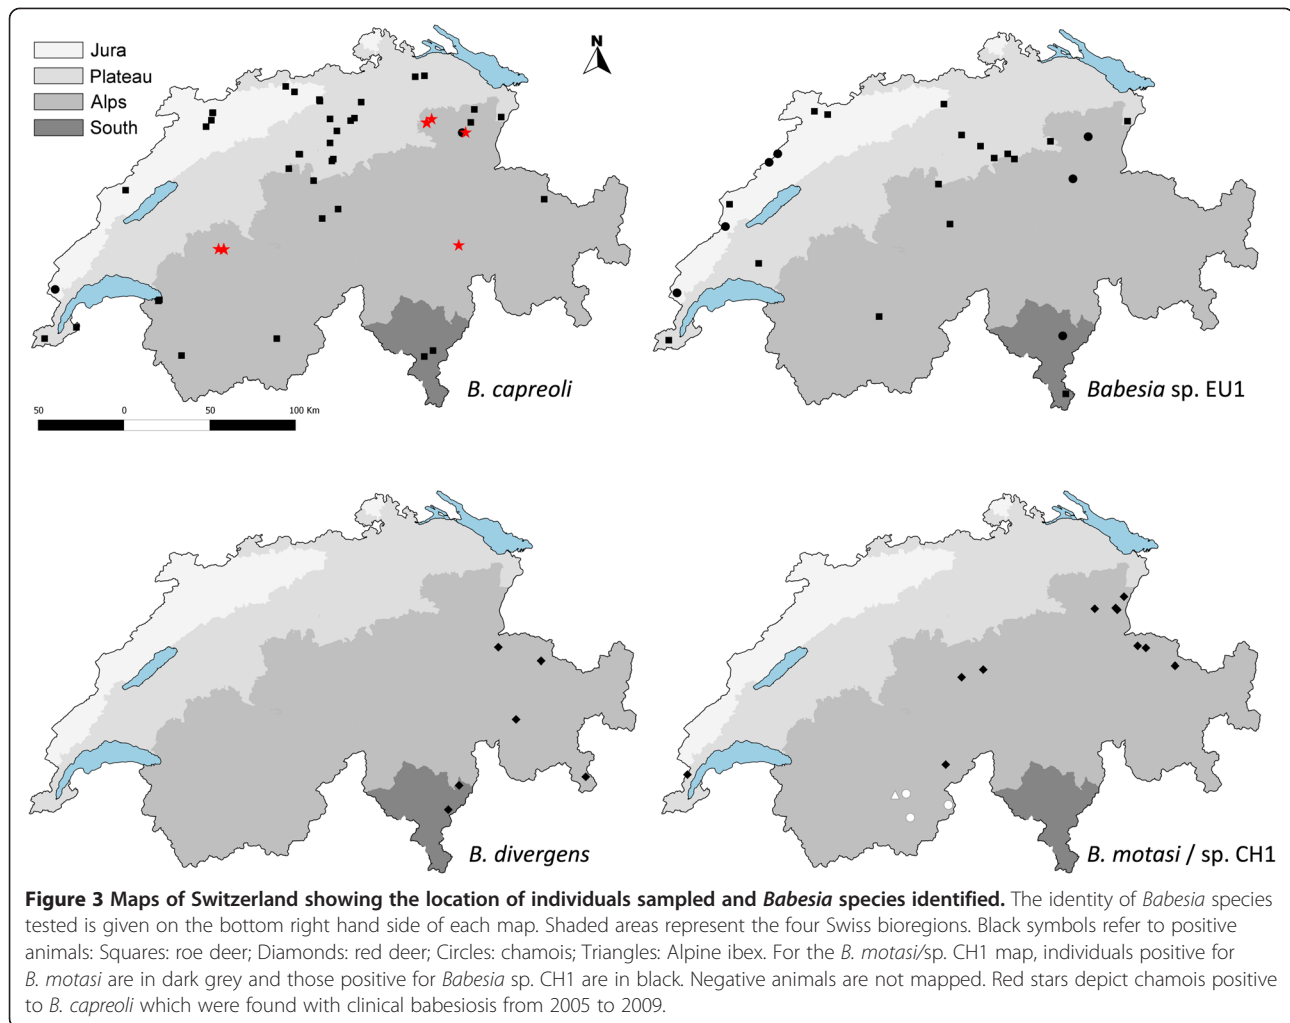 Jura
Plateau
Alps
South
N
B. capreoli
50 0 50 100 Km
Babesia sp. EU1
B. divergens
B. motasi / sp. CH1
Figure 3 Maps of Switzerland showing the location of individuals sampled and Babesia species identified. The identity of Babesia species
tested is given on the bottom right hand side of each map. Shaded areas represent the four Swiss bioregions. Black symbols refer to positive
animals: Squares: roe deer; Diamonds: red deer; Circles: chamois; Triangles: Alpine ibex. For the B. motasi/sp. CH1 map, individuals positive for
B. motasi are in dark grey and those positive for Babesia sp. CH1 are in black. Negative animals are not mapped. Red stars depict chamois positive
to B. capreoli which were found with clinical babesiosis from 2005 to 2009.